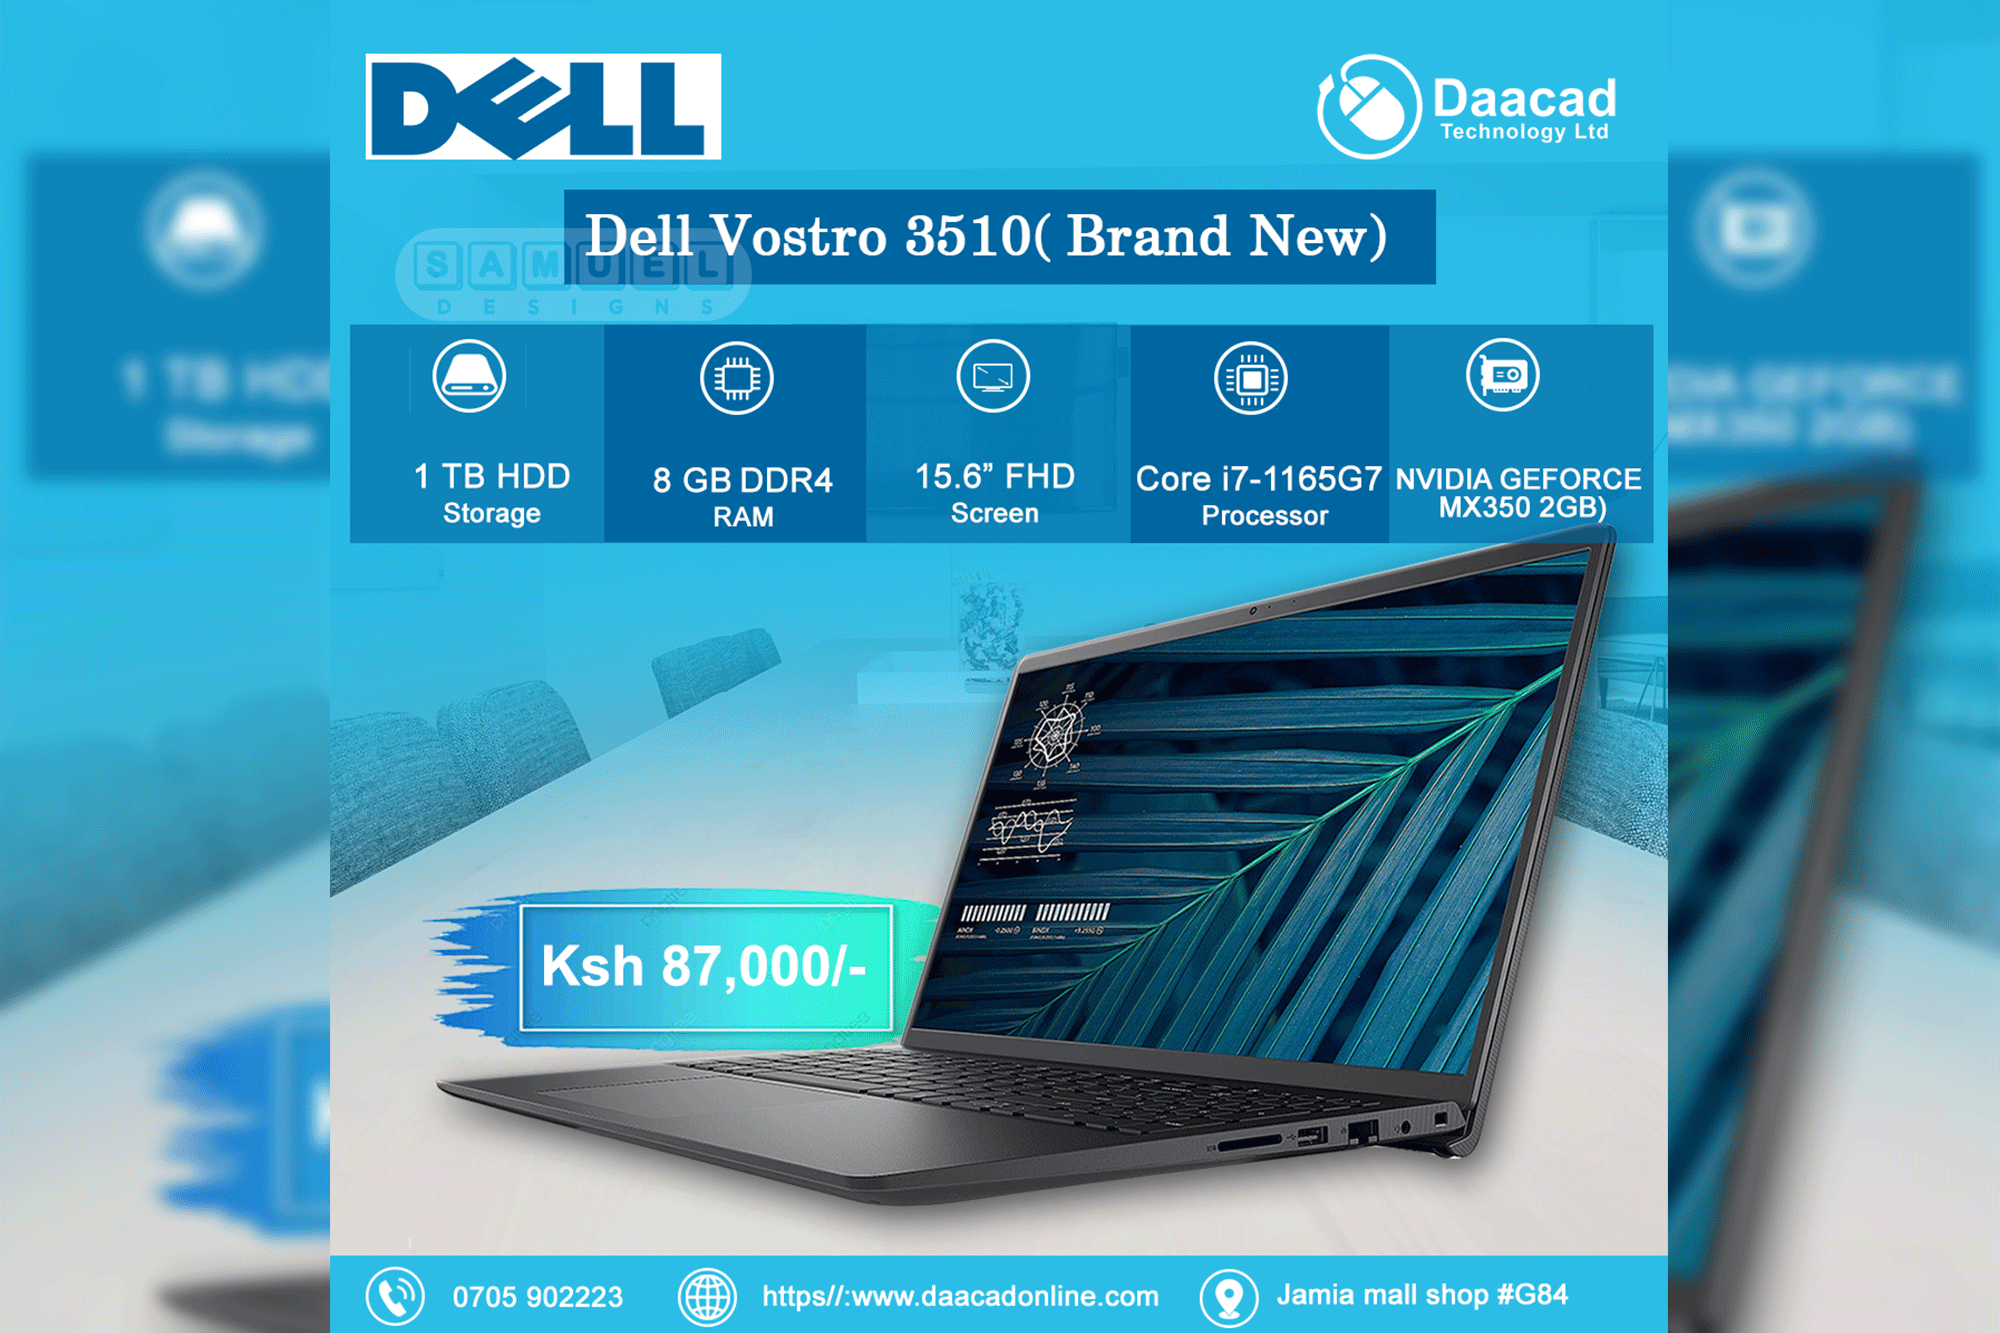 DELL
Daacad
Technology Ltd
Dell Vostro 3510( Brand New)
SAMUEL
DESIGNS
1 TB HDD
Storage
8 GB DDR4
RAM
15.6” FHD
Screen
Core i7-1165G7
Processor
NVIDIA GEFORCE
MX350 2GB)
Ksh 87,000/-
0705 902223
https//:www.daacadonline.com
Jamia mall shop #G84